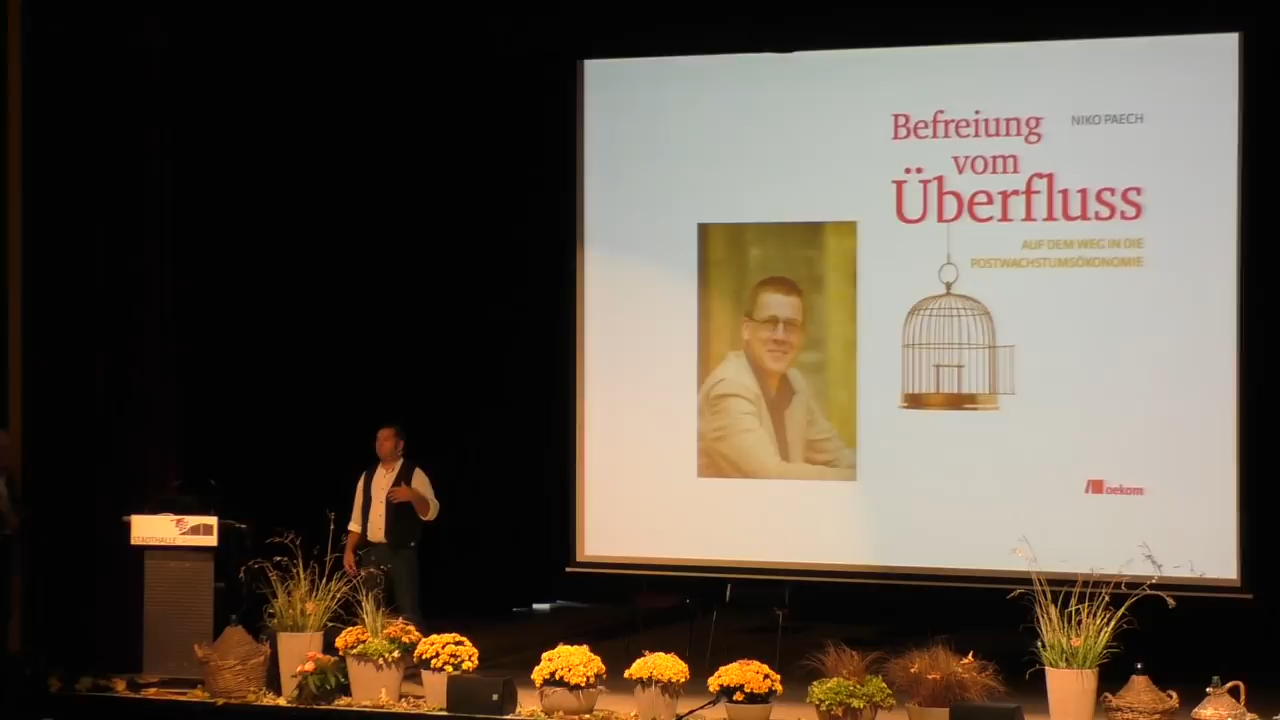 Befreiung
NIKO PAECH
vom
Überfluss
AUF DEM WEG IN DIE
POSTWACHSTUMSÖKONOMIE
oekom
STADTHALLE